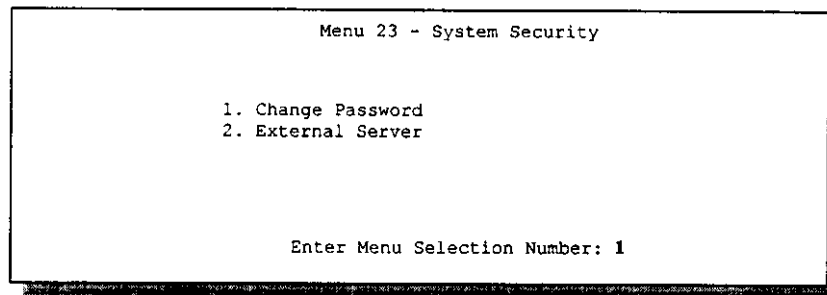 Menu 23 - System Security
1. Change Password
2. External Server
Enter Menu Selection Number: 1